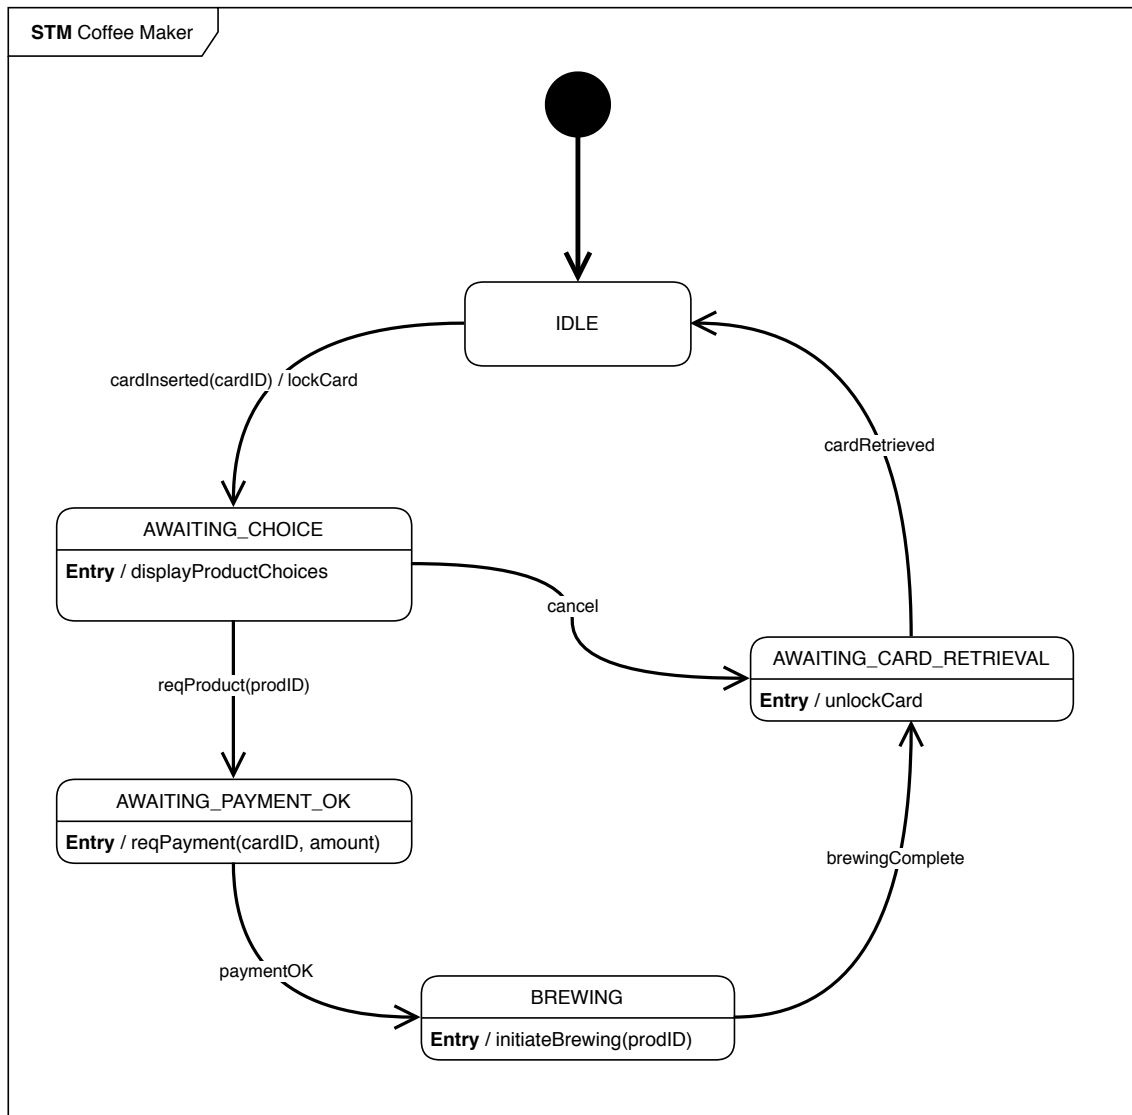 STM Coffee Maker
IDLE
cardInserted(cardID) / lockCard
cardRetrieved
AWAITING_CHOICE
Entry / displayProductChoices
cancel
AWAITING_CARD_RETRIEVAL
Entry / unlockCard
reqProduct(prodID)
AWAITING_PAYMENT_OK
Entry / reqPayment(cardID, amount)
brewingComplete
paymentOK
BREWING
Entry / initiateBrewing(prodID)